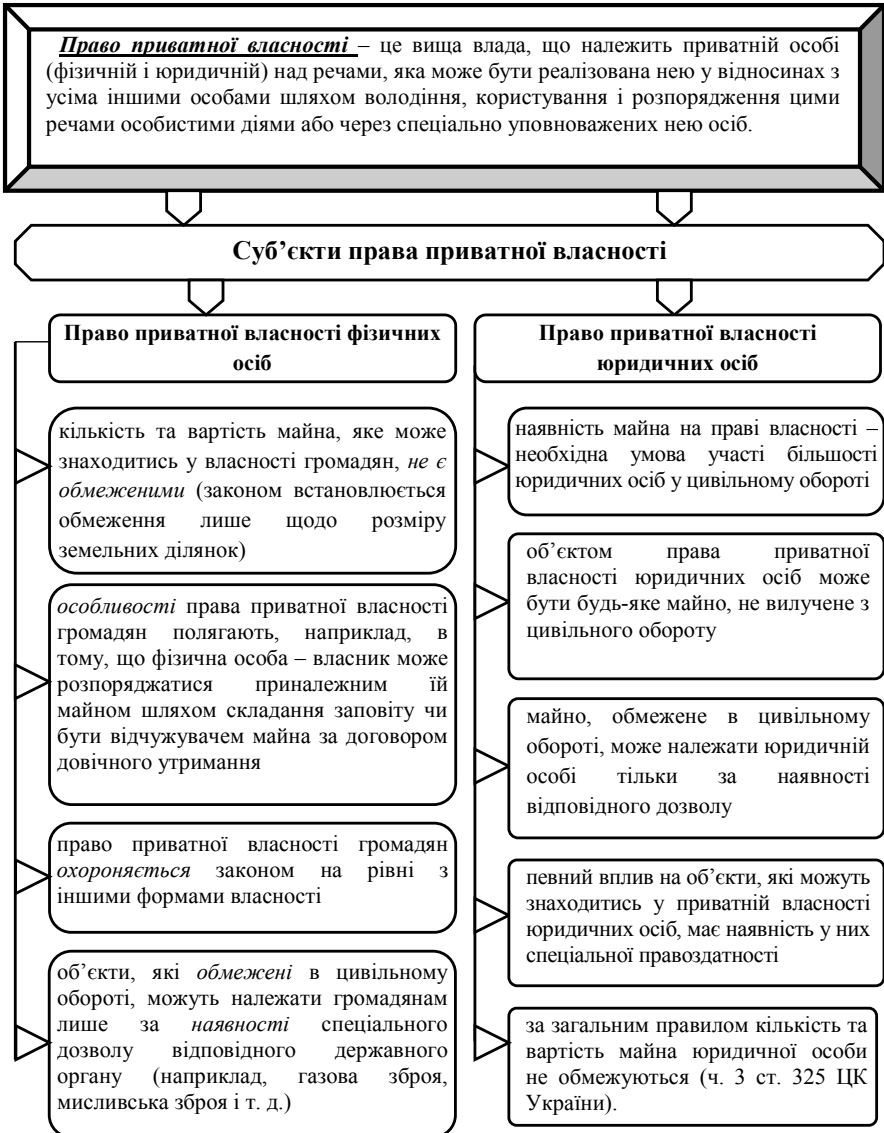 Право приватної власності – це вища влада, що належить приватній особі
(фізичній і юридичній) над речами, яка може бути реалізована нею у відносинах з
усіма іншими особами шляхом володіння, користування і розпорядження цими
речами особистими діями або через спеціально уповноважених нею осіб.
Суб’єкти права приватної власності
Право приватної власності фізичних
осіб
кількість та вартість майна, яке може
знаходитись у власності громадян, не є
обмеженими (законом встановлюється
обмеження лише щодо розміру
земельних ділянок)
особливості права приватної власності
громадян полягають, наприклад, в
тому, що фізична особа – власник може
розпоряджатися приналежним їй
майном шляхом складання заповіту чи
бути відчужувачем майна за договором
довічного утримання
право приватної власності громадян
охороняється законом на рівні з
іншими формами власності
об’єкти, які обмежені в цивільному
обороті, можуть належати громадянам
лише за наявності спеціального
дозволу відповідного державного
органу (наприклад, газова зброя,
мисливська зброя і т. д.)
Право приватної власності
юридичних осіб
наявність майна на праві власності –
необхідна умова участі більшості
юридичних осіб у цивільному обороті
об’єктом права приватної
власності юридичних осіб може
бути будь-яке майно, не вилучене з
цивільного обороту
майно, обмежене в цивільному
обороті, може належати юридичній
особі тільки за наявності
відповідного дозволу
певний вплив на об’єкти, які можуть
знаходитись у приватній власності
юридичних осіб, має наявність у них
спеціальної правоздатності
за загальним правилом кількість та
вартість майна юридичної особи
не обмежуються (ч. 3 ст. 325 ЦК
України).